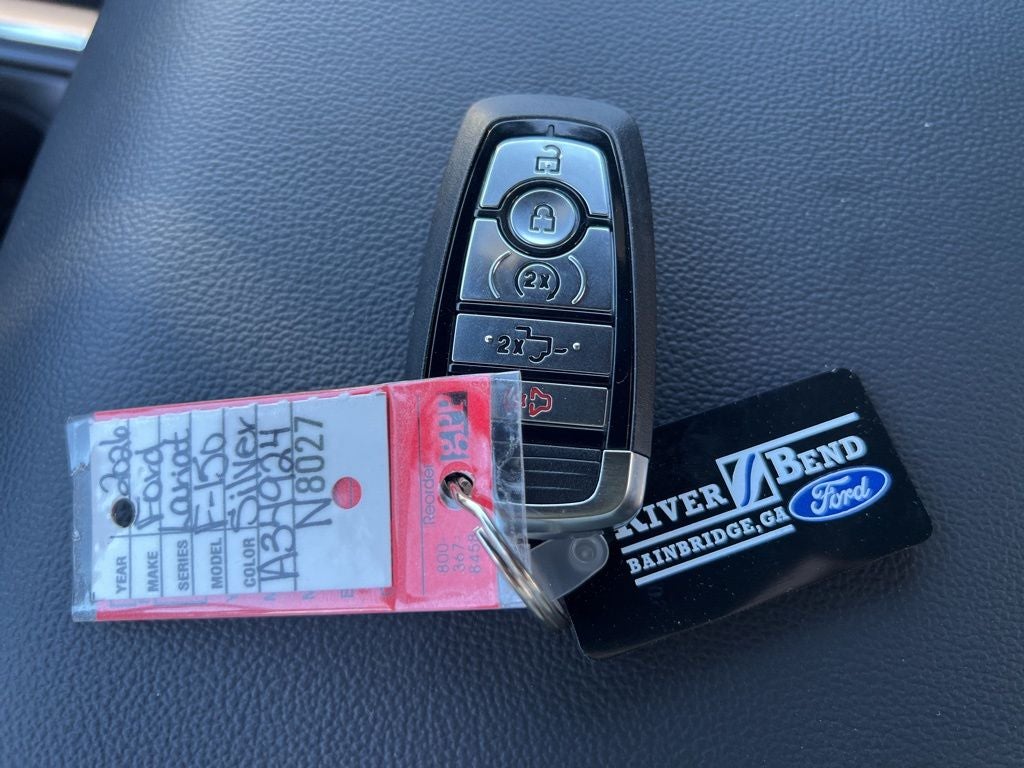 2x
2x
YEAR 2026
MAKE Ford
SERIES Lariat
MODEL F-150
COLOR Silver
A34924
N8027
Reorder
800
367-
8458
RIVER BEND
Ford
BAINBRIDGE, GA